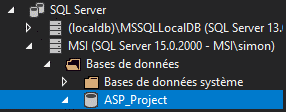 SQL Server
(localdb)\MSSQLLocalDB (SQL Server 13.
MSI (SQL Server 15.0.2000 - MSI\simon)
Bases de données
Bases de données système
ASP_Project